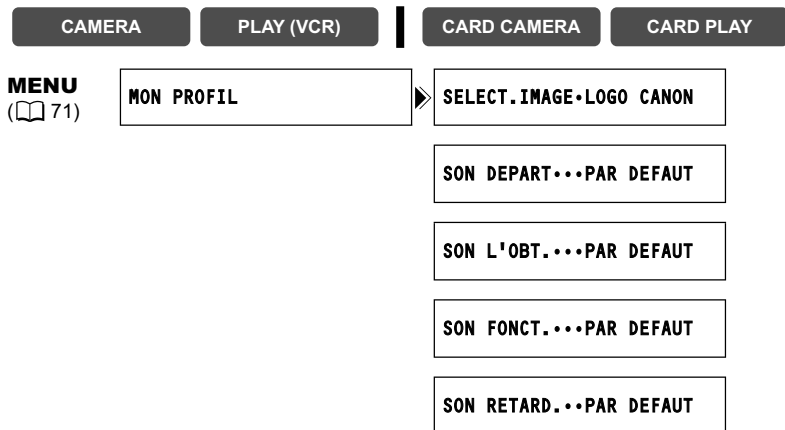 CAMERA PLAY (VCR) CARD CAMERA CARD PLAY
MENU
(71)
MON PROFIL
SELECT.IMAGE•LOGO CANON
SON DEPART•••PAR DEFAUT
SON L'OBT.•••PAR DEFAUT
SON FONCT.•••PAR DEFAUT
SON RETARD.••PAR DEFAUT